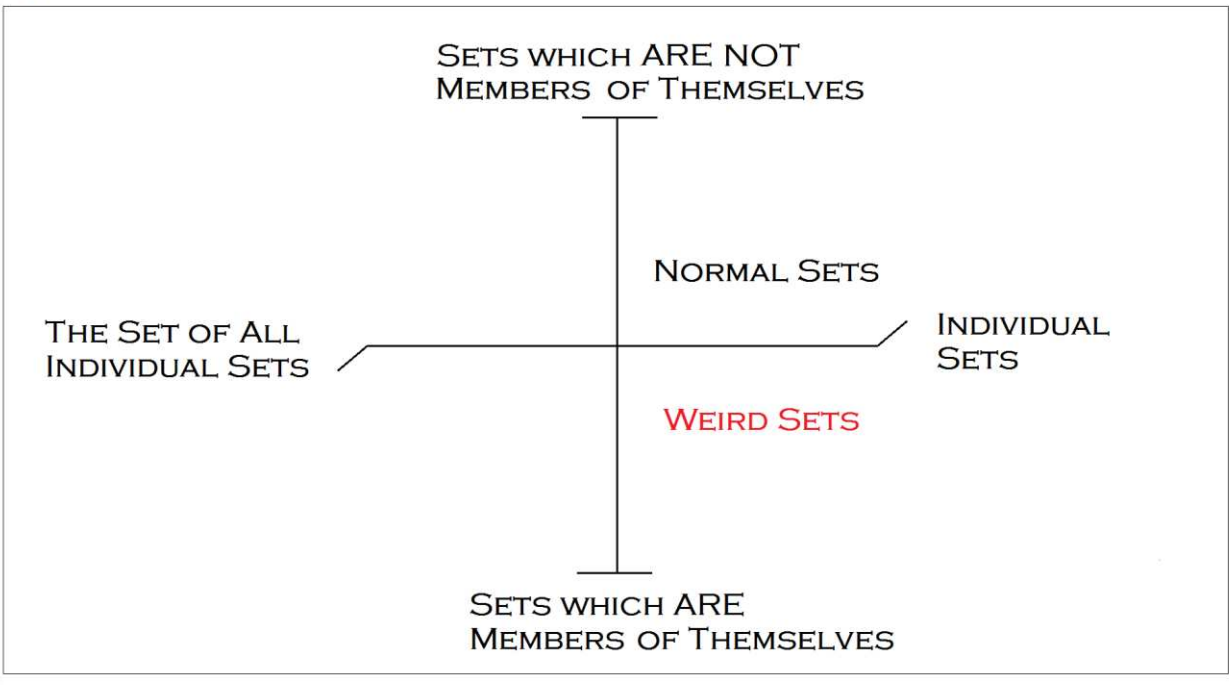 Sets which ARE NOT
Members of Themselves
Normal Sets
The Set of All
Individual Sets
Individual
Sets
Weird Sets
Sets which ARE
Members of Themselves